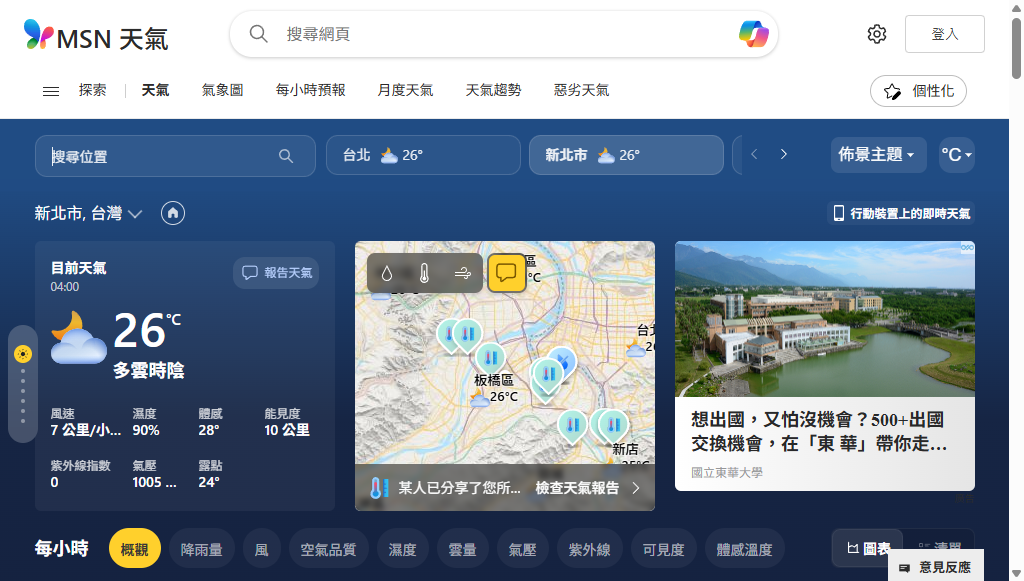 MSN 天氣
搜尋網頁
登入
探索
天氣
氣象圖
每小時預報
月度天氣
天氣趨勢
惡劣天氣
個性化
搜尋位置
台北 26°
新北市 26°
佈景主題
°C
新北市, 台灣
行動裝置上的即時天氣
目前天氣
04:00
報告天氣
26°C
多雲時陰
風速 濕度 體感 能見度
7 公里/小... 90% 28° 10 公里
紫外線指數 氣壓 露點
0 1005 ... 24°
區
°C
台北
26
板橋區
26°C
新店
某人已分享了您所... 檢查天氣報告
想出國，又怕沒機會？500+出國
交換機會，在「東 華」帶你走...
國立東華大學
每小時
概觀
降雨量
風
空氣品質
濕度
雲量
氣壓
紫外線
可見度
體感溫度
圖表
清單
意見反應